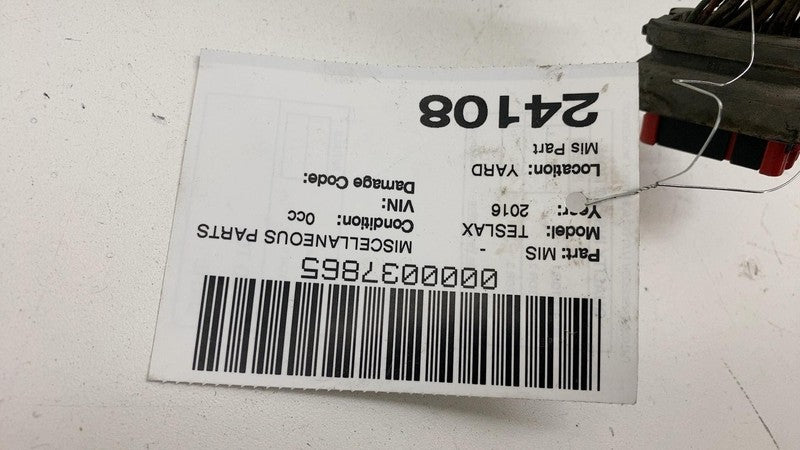 0000037865
Part: MIS - MISCELLANEOUS PARTS
Model: TESLAX Condition: 0cc
Year: 2016 VIN:
Damage Code:
Location: YARD
Mis Part
24108